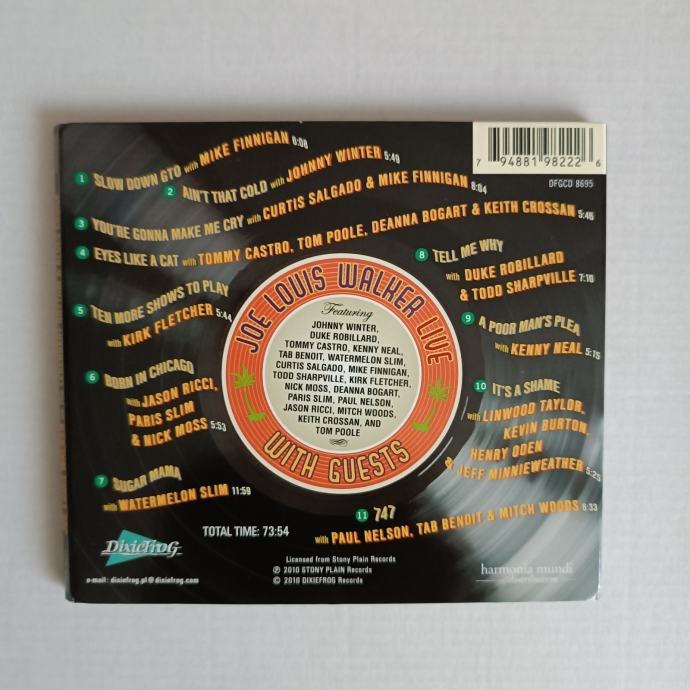 7 94881 98222 6
DFGCD 8695
1 SLOW DOWN GTO with MIKE FINNIGAN 6:08
2 AIN'T THAT COLD with JOHNNY WINTER 5:49
3 YOU'RE GONNA MAKE ME CRY with CURTIS SALGADO & MIKE FINNIGAN 8:04
4 EYES LIKE A CAT with TOMMY CASTRO, TOM POOLE, DEANNA BOGART & KEITH CROSSAN 5:46
5 TEN MORE SHOWS TO PLAY
with KIRK FLETCHER 5:44
6 BORN IN CHICAGO
with JASON RICCI,
PARIS SLIM
& NICK MOSS 5:53
7 SUGAR MAMA
with WATERMELON SLIM 11:59
8 TELL ME WHY
with DUKE ROBILLARD
& TODD SHARPVILLE 7:10
9 A POOR MAN'S PLEA
with KENNY NEAL 5:15
10 IT'S A SHAME
with LINWOOD TAYLOR,
KEVIN BURTON,
HENRY ODEN
& JEFF MINNIEWEATHER 5:25
11 747
with PAUL NELSON, TAB BENOIT & MITCH WOODS 6:33
JOE LOUIS WALKER LIVE
Featuring
JOHNNY WINTER,
DUKE ROBILLARD,
TOMMY CASTRO, KENNY NEAL,
TAB BENOIT, WATERMELON SLIM,
CURTIS SALGADO, MIKE FINNIGAN,
TODD SHARPVILLE, KIRK FLETCHER,
NICK MOSS, DEANNA BOGART,
PARIS SLIM, PAUL NELSON,
JASON RICCI, MITCH WOODS,
KEITH CROSSAN, AND
TOM POOLE
WITH GUESTS
TOTAL TIME: 73:54
DixieFrog
e-mail: dixiefrog.pl@dixiefrog.com
Licensed from Stony Plain Records
℗ 2010 STONY PLAIN Records
© 2010 DIXIEFROG Records
harmonia mundi
distribution